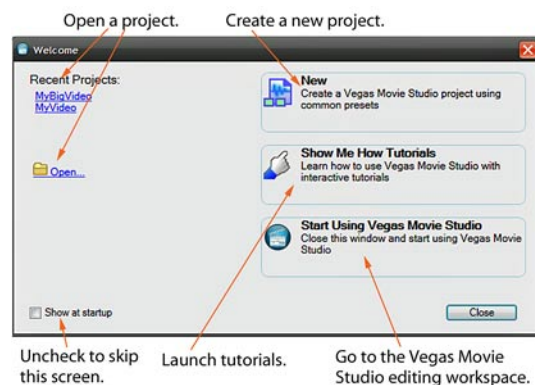 Open a project.
Create a new project.
Welcome
Recent Projects:
MyBigVideo
MyVideo
Open...
New
Create a Vegas Movie Studio project using
common presets
Show Me How Tutorials
Learn how to use Vegas Movie Studio with
interactive tutorials
Start Using Vegas Movie Studio
Close this window and start using Vegas Movie
Studio
Show at startup
Close
Uncheck to skip
this screen.
Launch tutorials.
Go to the Vegas Movie
Studio editing workspace.